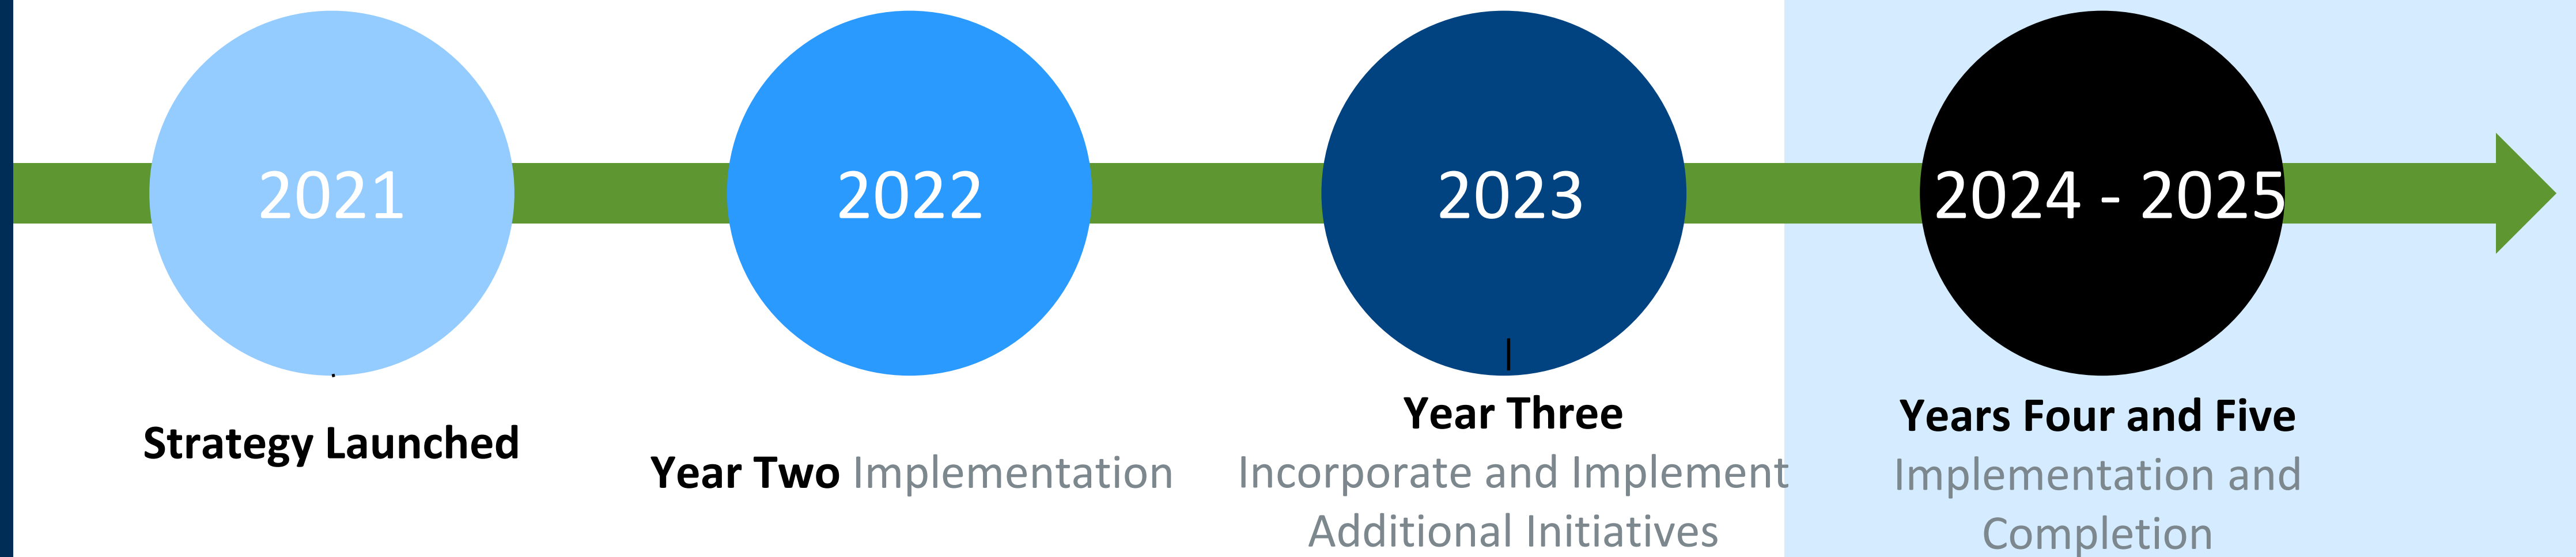 2021
2022
2023
2024 - 2025
Strategy Launched
Year Two Implementation
Year Three
Incorporate and Implement
Additional Initiatives
Years Four and Five
Implementation and
Completion